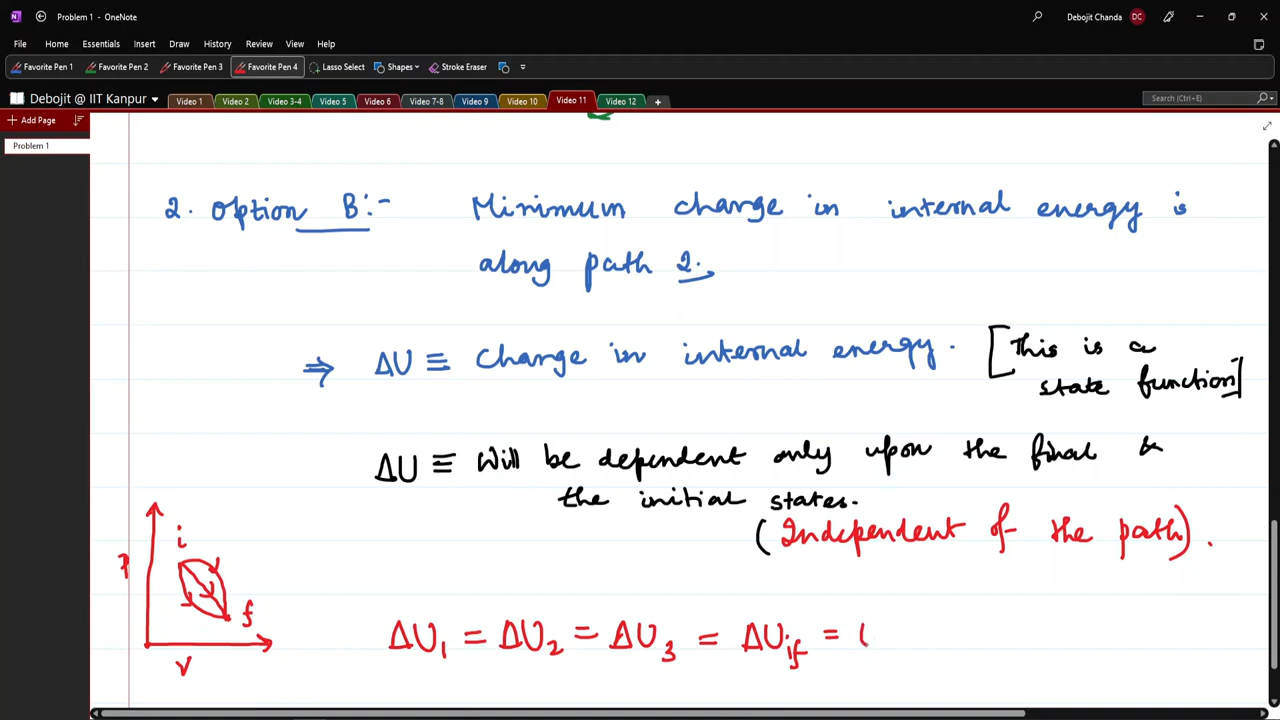 Problem 1 - OneNote
Debojit Chanda DC
File Home Essentials Insert Draw History Review View Help
Favorite Pen 1 Favorite Pen 2 Favorite Pen 3 Favorite Pen 4 Lasso Select Shapes Stroke Eraser
Debojit @ IIT Kanpur Video 1 Video 2 Video 3-4 Video 5 Video 6 Video 7-8 Video 9 Video 10 Video 11 Video 12 Search (Ctrl+E)
Add Page
Problem 1
2. Option B:- Minimum change in internal energy is
along path 2.
⇒ ΔU ≡ Change in internal energy. [This is a
state function]
ΔU ≡ Will be dependent only upon the final &
the initial states.
(Independent of the path).
i
P
f
V
ΔU₁ = ΔU₂ = ΔU₃ = ΔUif = (